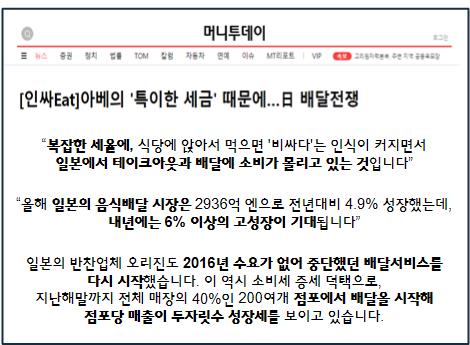 머니투데이
로그인
뉴스 증권 정치 법률 TOM 칼럼 자동차 연예 이슈 MT리포트 VIP 속보
[인싸Eat]아베의 '특이한 세금' 때문에...日 배달전쟁
“복잡한 세율에, 식당에 앉아서 먹으면 '비싸다'는 인식이 커지면서
일본에서 테이크아웃과 배달에 소비가 몰리고 있는 것입니다”
“올해 일본의 음식배달 시장은 2936억 엔으로 전년대비 4.9% 성장했는데,
내년에는 6% 이상의 고성장이 기대됩니다”
일본의 반찬업체 오리진도 2016년 수요가 없어 중단했던 배달서비스를
다시 시작했습니다. 이 역시 소비세 증세 덕택으로,
지난해말까지 전체 매장의 40%인 200여개 점포에서 배달을 시작해
점포당 매출이 두자릿수 성장세를 보이고 있습니다.